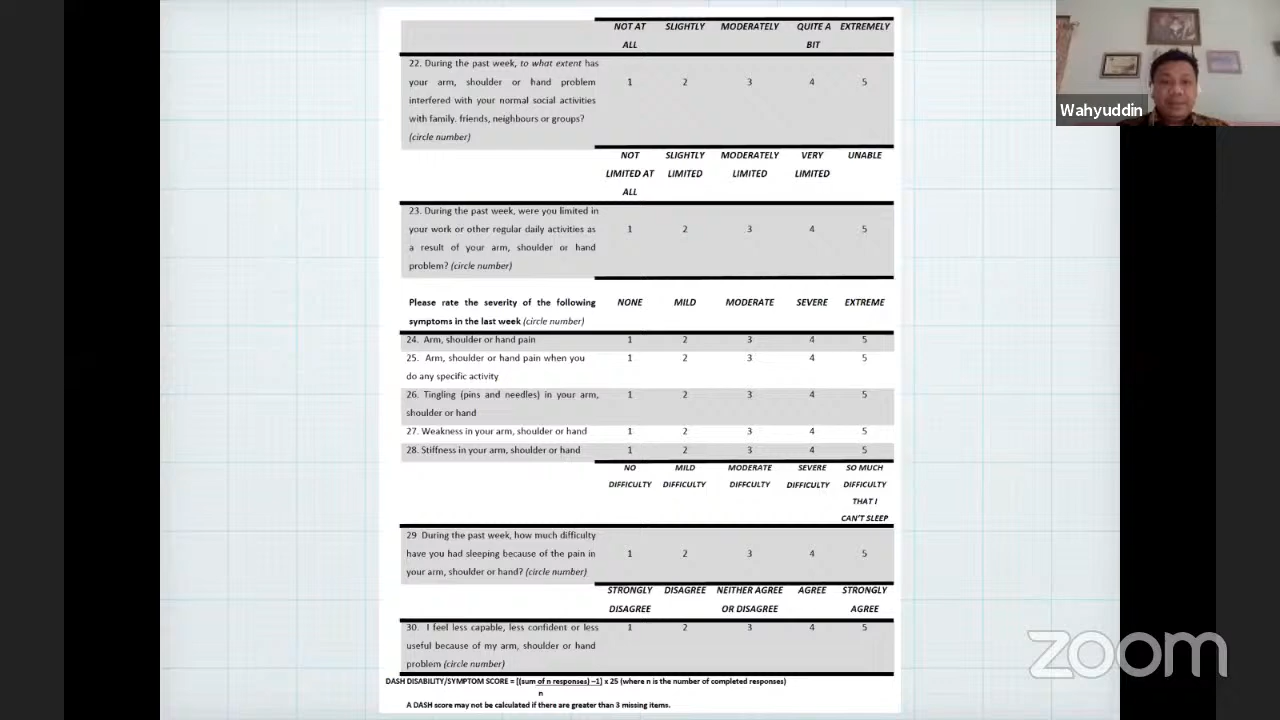 NOT AT SLIGHTLY MODERATELY QUITE A EXTREMELY
ALL BIT
22. During the past week, to what extent has
your arm, shoulder or hand problem 1 2 3 4 5
interfered with your normal social activities
with family, friends, neighbours or groups?
(circle number)
NOT SLIGHTLY MODERATELY VERY UNABLE
LIMITED AT LIMITED LIMITED LIMITED
ALL
23. During the past week, were you limited in
your work or other regular daily activities as 1 2 3 4 5
a result of your arm, shoulder or hand
problem? (circle number)
Please rate the severity of the following NONE MILD MODERATE SEVERE EXTREME
symptoms in the last week (circle number)
24. Arm, shoulder or hand pain 1 2 3 4 5
25. Arm, shoulder or hand pain when you 1 2 3 4 5
do any specific activity
26. Tingling (pins and needles) in your arm, 1 2 3 4 5
shoulder or hand
27. Weakness in your arm, shoulder or hand 1 2 3 4 5
28. Stiffness in your arm, shoulder or hand 1 2 3 4 5
NO MILD MODERATE SEVERE SO MUCH
DIFFICULTY DIFFICULTY DIFFCULTY DIFFICULTY DIFFICULTY
THAT I
CAN'T SLEEP
29 During the past week, how much difficulty
have you had sleeping because of the pain in 1 2 3 4 5
your arm, shoulder or hand? (circle number)
STRONGLY DISAGREE NEITHER AGREE AGREE STRONGLY
DISAGREE OR DISAGREE AGREE
30. I feel less capable, less confident or less 1 2 3 4 5
useful because of my arm, shoulder or hand
problem (circle number)
DASH DISABILITY/SYMPTOM SCORE = [(sum of n responses) –1] x 25 (where n is the number of completed responses)
n
A DASH score may not be calculated if there are greater than 3 missing items.
Wahyuddin
zoom